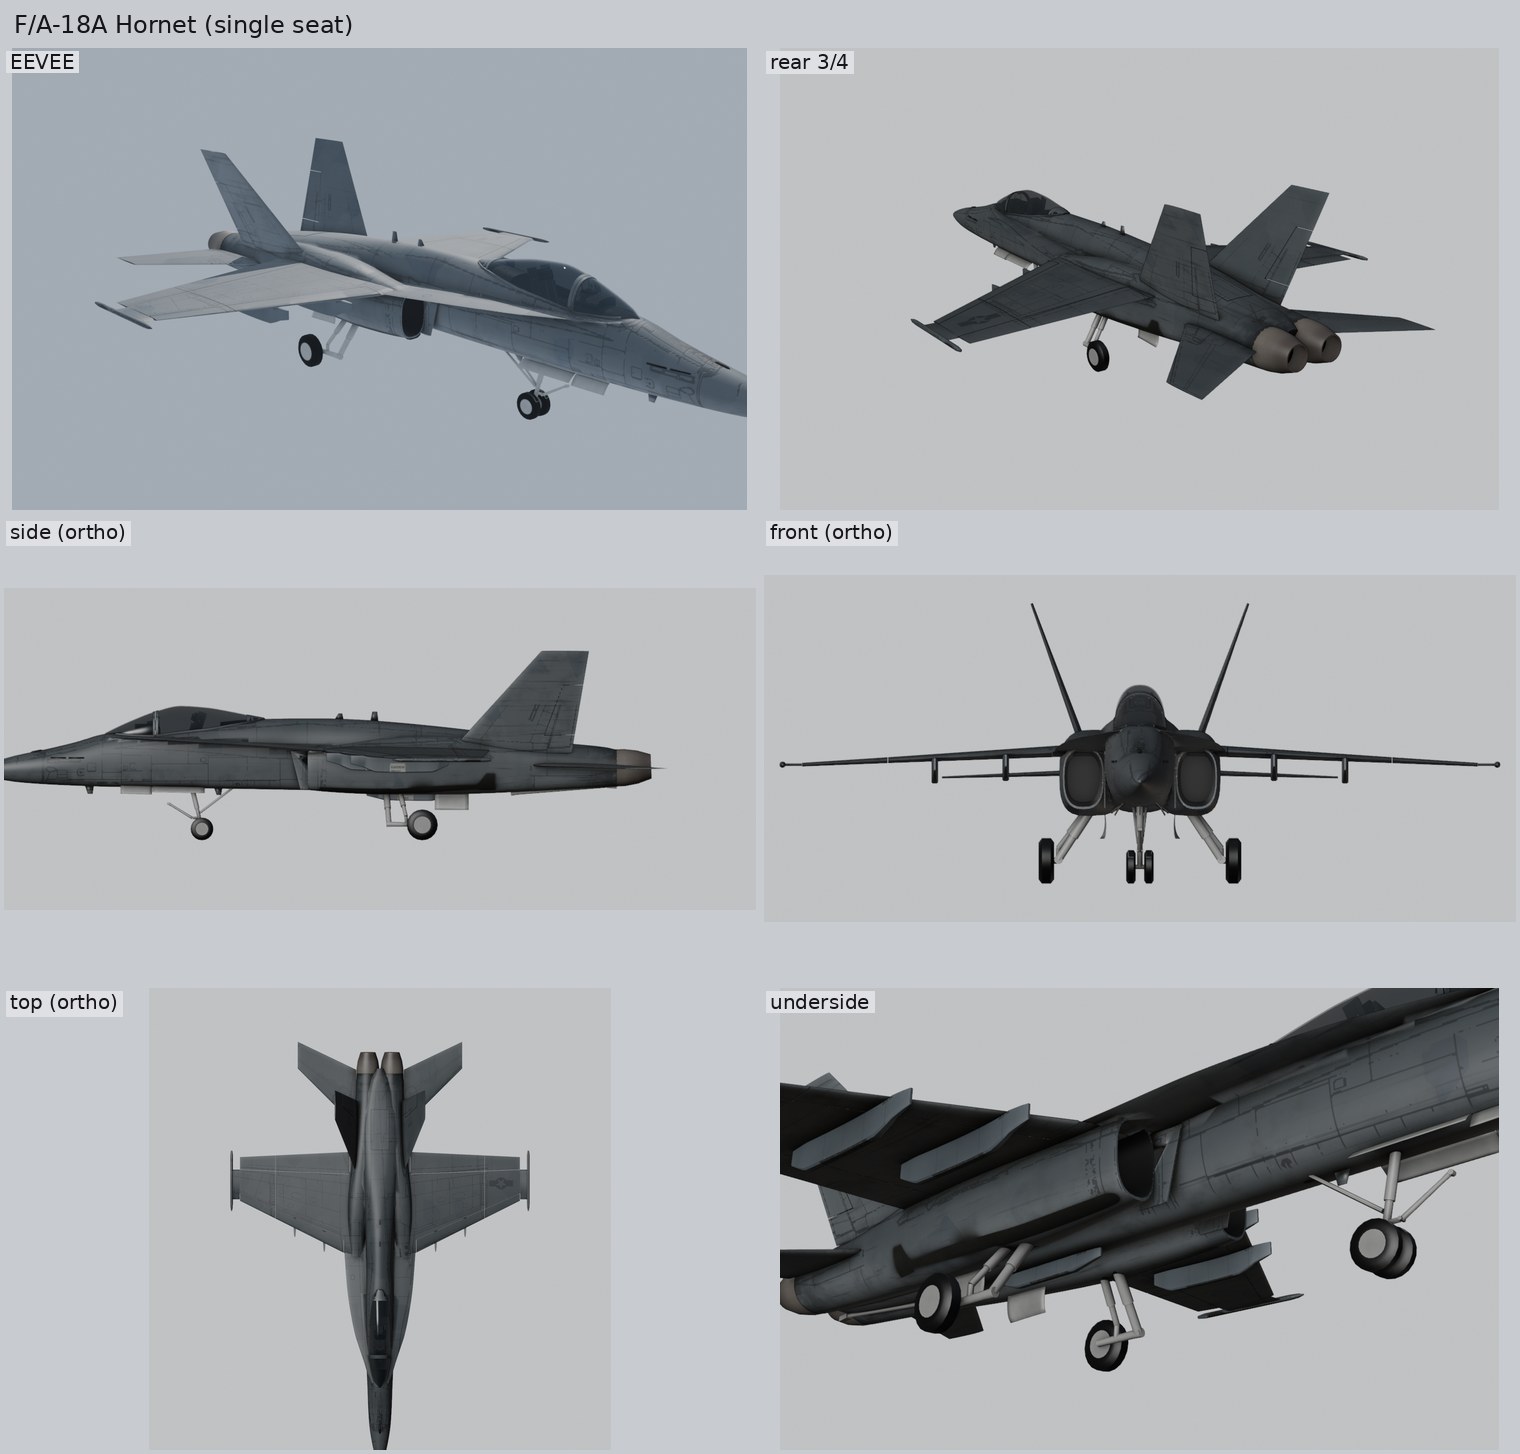 F/A-18A Hornet (single seat)
EEVEE
rear 3/4
side (ortho)
front (ortho)
top (ortho)
underside